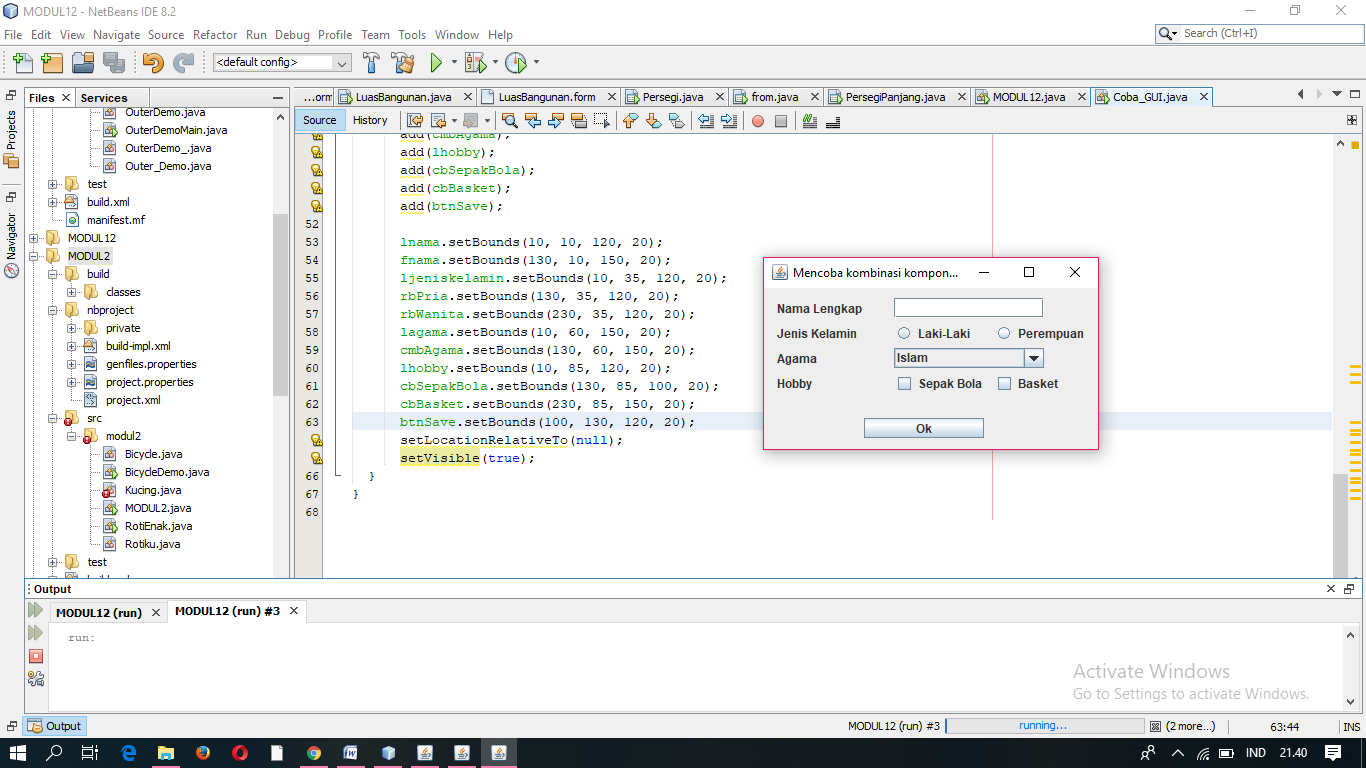 MODUL12 - NetBeans IDE 8.2
File Edit View Navigate Source Refactor Run Debug Profile Team Tools Window Help
Search (Ctrl+I)
<default config>
Projects
Navigator
Files
Services
OuterDemo.java
OuterDemoMain.java
OuterDemo_.java
Outer_Demo.java
test
build.xml
manifest.mf
MODUL12
MODUL2
build
classes
nbproject
private
build-impl.xml
genfiles.properties
project.properties
project.xml
src
modul2
Bicycle.java
BicycleDemo.java
Kucing.java
MODUL2.java
RotiEnak.java
Rotiku.java
test
...orm LuasBangunan.java LuasBangunan.form Persegi.java from.java PersegiPanjang.java MODUL12.java Coba_GUI.java
Source History
add(cmbAgama);
add(lhobby);
add(cbSepakBola);
add(cbBasket);
add(btnSave);
52
53 lnama.setBounds(10, 10, 120, 20);
54 fnama.setBounds(130, 10, 150, 20);
55 ljeniskelamin.setBounds(10, 35, 120, 20);
56 rbPria.setBounds(130, 35, 120, 20);
57 rbWanita.setBounds(230, 35, 120, 20);
58 lagama.setBounds(10, 60, 150, 20);
59 cmbAgama.setBounds(130, 60, 150, 20);
60 lhobby.setBounds(10, 85, 120, 20);
61 cbSepakBola.setBounds(130, 85, 100, 20);
62 cbBasket.setBounds(230, 85, 150, 20);
63 btnSave.setBounds(100, 130, 120, 20);
setLocationRelativeTo(null);
setVisible(true);
66 }
67 }
68
Mencoba kombinasi kompon...
Nama Lengkap
Jenis Kelamin Laki-Laki Perempuan
Agama Islam
Hobby Sepak Bola Basket
Ok
Output
MODUL12 (run) MODUL12 (run) #3
run:
Activate Windows
Go to Settings to activate Windows.
Output
MODUL12 (run) #3 running... (2 more...) 63:44 INS
IND 21.40